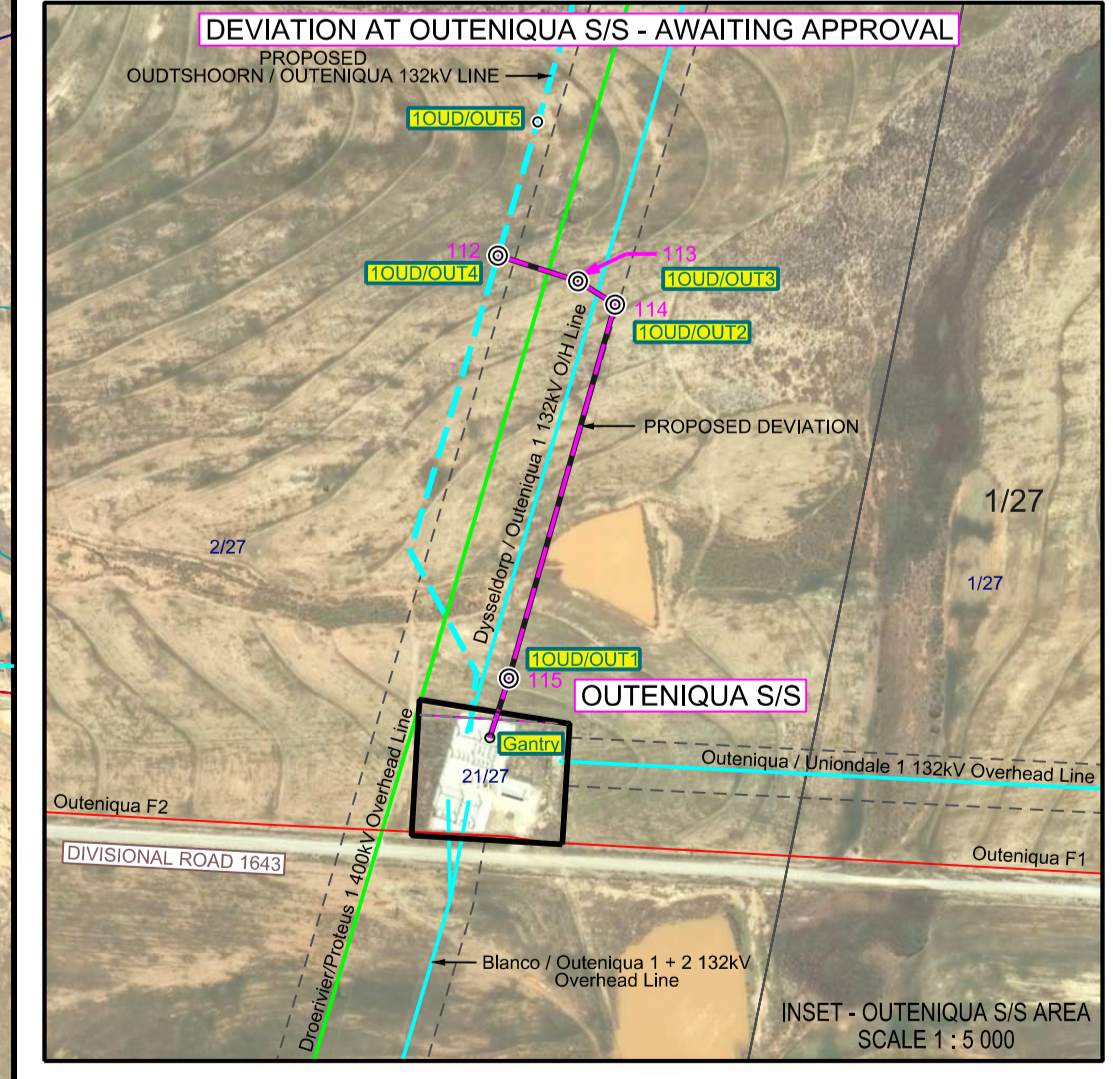 DEVIATION AT OUTENIQUA S/S - AWAITING APPROVAL
PROPOSED
OUDTSHOORN / OUTENIQUA 132kV LINE
1OUD/OUT5
112
1OUD/OUT4
113
1OUD/OUT3
114
1OUD/OUT2
Dysseldorp / Outeniqua 1 132kV O/H Line
PROPOSED DEVIATION
1/27
2/27
1/27
1OUD/OUT1
115
OUTENIQUA S/S
Gantry
21/27
Outeniqua / Uniondale 1 132kV Overhead Line
Outeniqua F2
DIVISIONAL ROAD 1643
Droerivier/Proteus 1 400kV Overhead Line
Outeniqua F1
Blanco / Outeniqua 1 + 2 132kV
Overhead Line
INSET - OUTENIQUA S/S AREA
SCALE 1 : 5 000